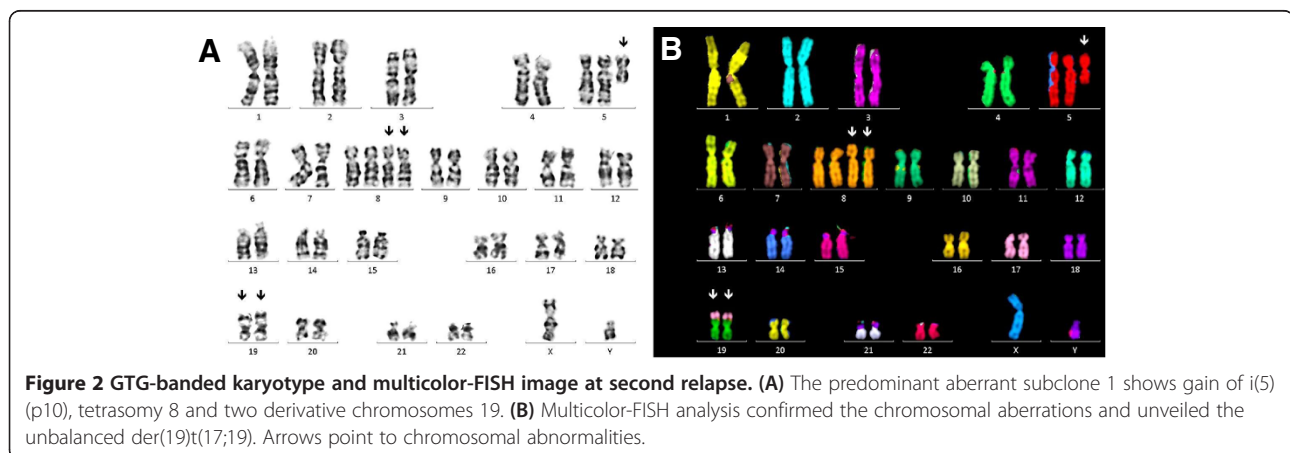 A
B
1 2 3 4 5
1 2 3 4 5
6 7 8 9 10 11 12
6 7 8 9 10 11 12
13 14 15 16 17 18
13 14 15 16 17 18
19 20 21 22 X Y
19 20 21 22 X Y
Figure 2 GTG-banded karyotype and multicolor-FISH image at second relapse. (A) The predominant aberrant subclone 1 shows gain of i(5)
(p10), tetrasomy 8 and two derivative chromosomes 19. (B) Multicolor-FISH analysis confirmed the chromosomal aberrations and unveiled the
unbalanced der(19)t(17;19). Arrows point to chromosomal abnormalities.